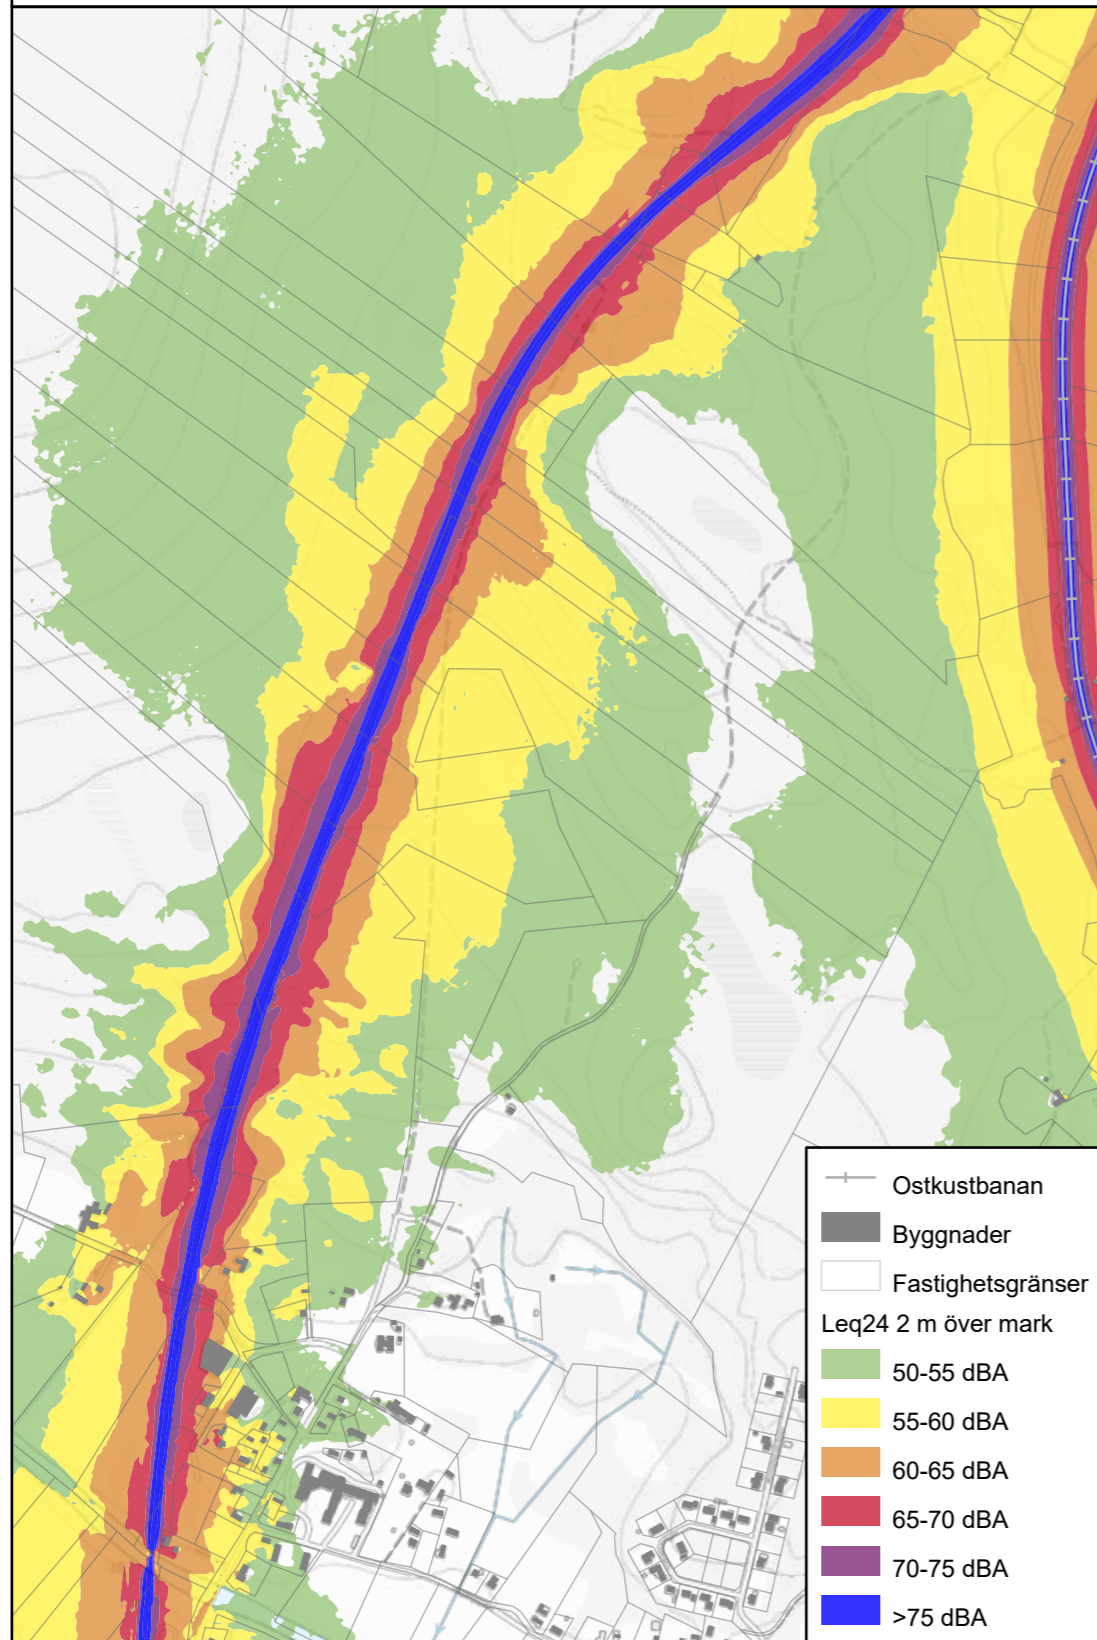 Ostkustbanan
Byggnader
Fastighetsgränser
Leq24 2 m över mark
50-55 dBA
55-60 dBA
60-65 dBA
65-70 dBA
70-75 dBA
>75 dBA